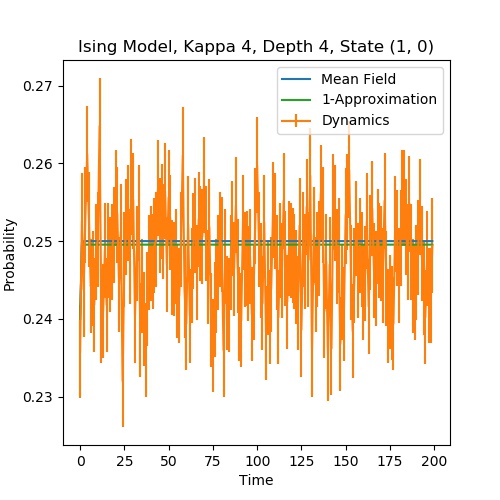 Ising Model, Kappa 4, Depth 4, State (1, 0)
Mean Field
1-Approximation
Dynamics
0.27
0.26
0.25
0.24
0.23
Probability
0 25 50 75 100 125 150 175 200
Time